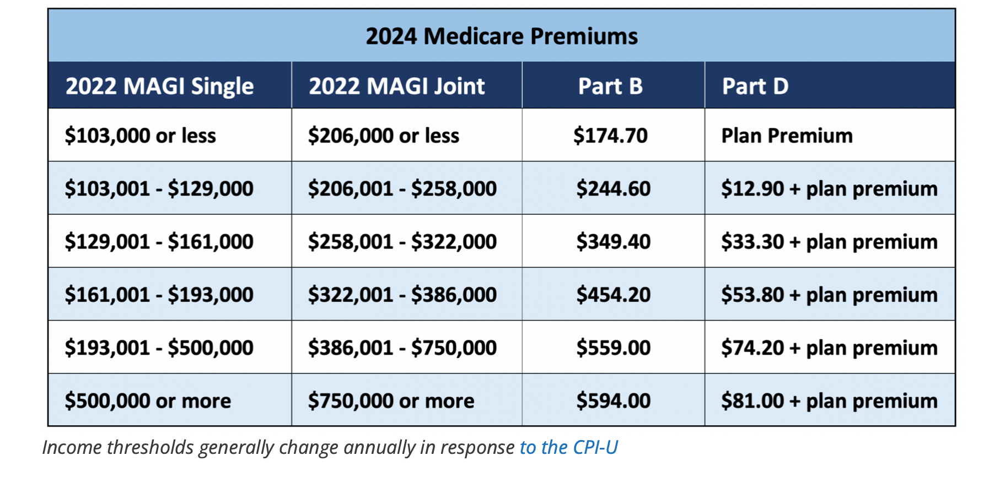 2024 Medicare Premiums
2022 MAGI Single 2022 MAGI Joint Part B Part D
$103,000 or less $206,000 or less $174.70 Plan Premium
$103,001 - $129,000 $206,001 - $258,000 $244.60 $12.90 + plan premium
$129,001 - $161,000 $258,001 - $322,000 $349.40 $33.30 + plan premium
$161,001 - $193,000 $322,001 - $386,000 $454.20 $53.80 + plan premium
$193,001 - $500,000 $386,001 - $750,000 $559.00 $74.20 + plan premium
$500,000 or more $750,000 or more $594.00 $81.00 + plan premium
Income thresholds generally change annually in response to the CPI-U